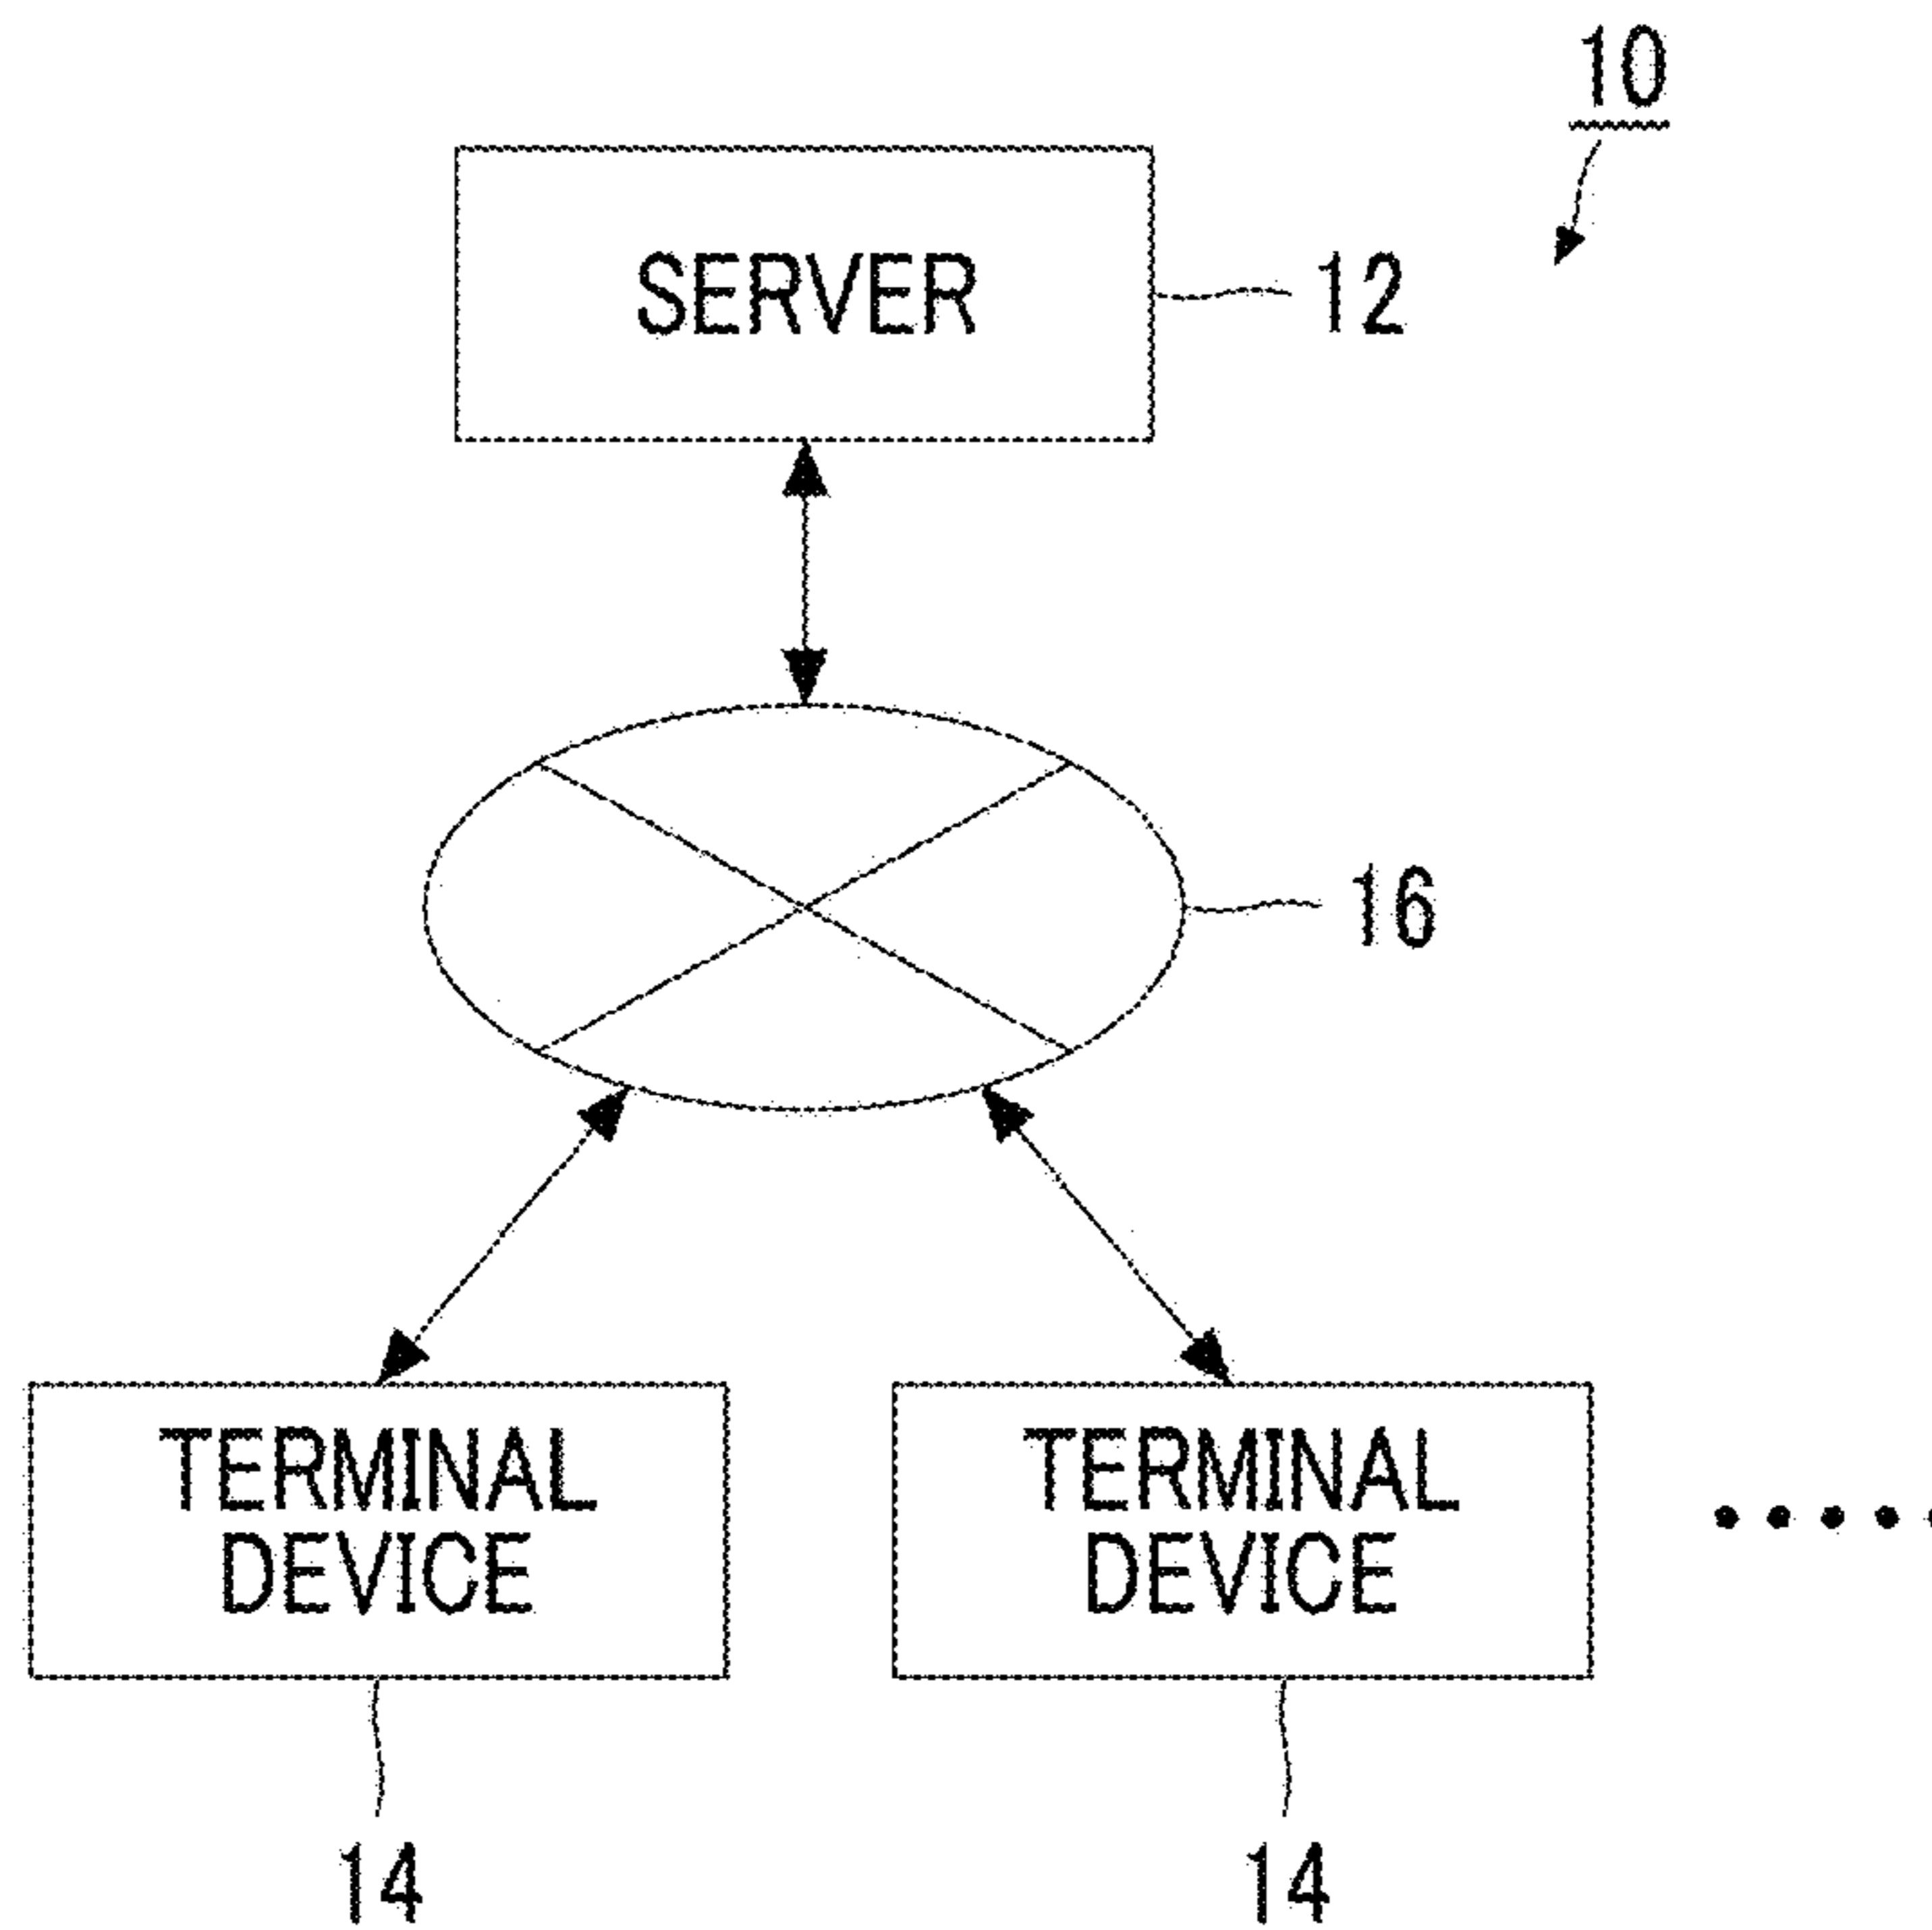 10
SERVER
12
16
TERMINAL
DEVICE
TERMINAL
DEVICE
14
14